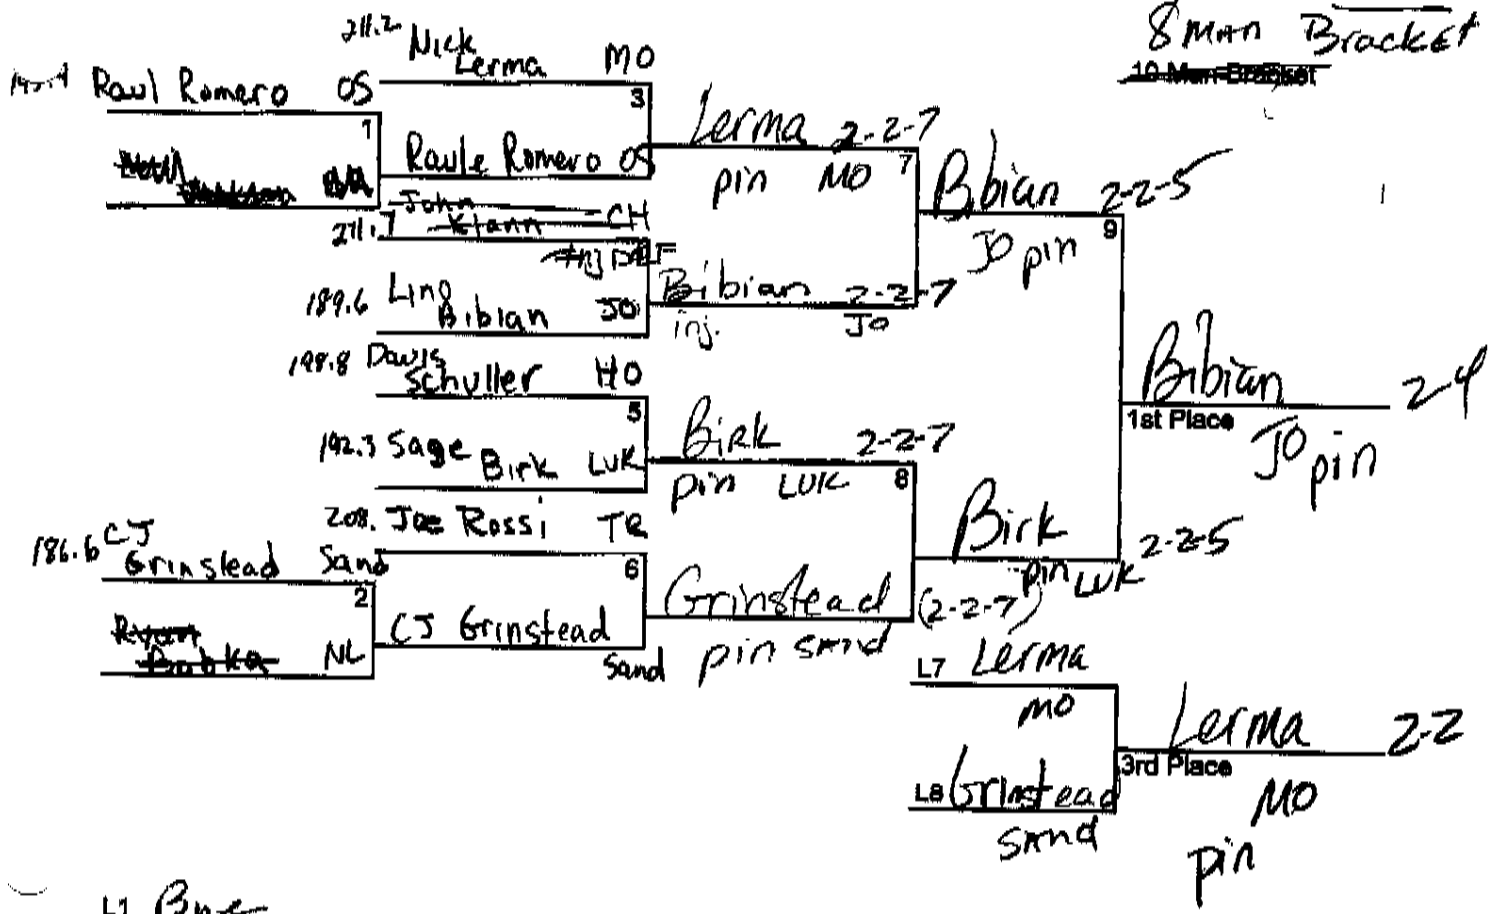 8 MAN Bracket
10 Man Bracket
211.2 Nick
Lerma MO
Raul Romero OS
3
1
Raule Romero OS
Lerma 2-2-7
pin MO 7
John
Klann CH
211.7
Inj DEF
Bibian 2-2-5
JO pin
9
189.6 Lino
Bibian JO
Bibian 2-2-7
inj. JO
198.8 Davis
Schuller HO
5
192.3 Sage
Birk LUK
Birk 2-2-7
pin LUK 8
Bibian 2-4
1st Place
JO pin
208. Joe Rossi TR
186.6 CJ
Grinstead Sand
6
2
CJ Grinstead
Sand
Ryan
Bubka NL
Grinstead (2-2-7)
pin SAnd
Birk 2-2-5
pin LUK
L7 Lerma
MO
L8 Grinstead
SAnd
Lerma 2-2
3rd Place
MO
pin
L1 Bye